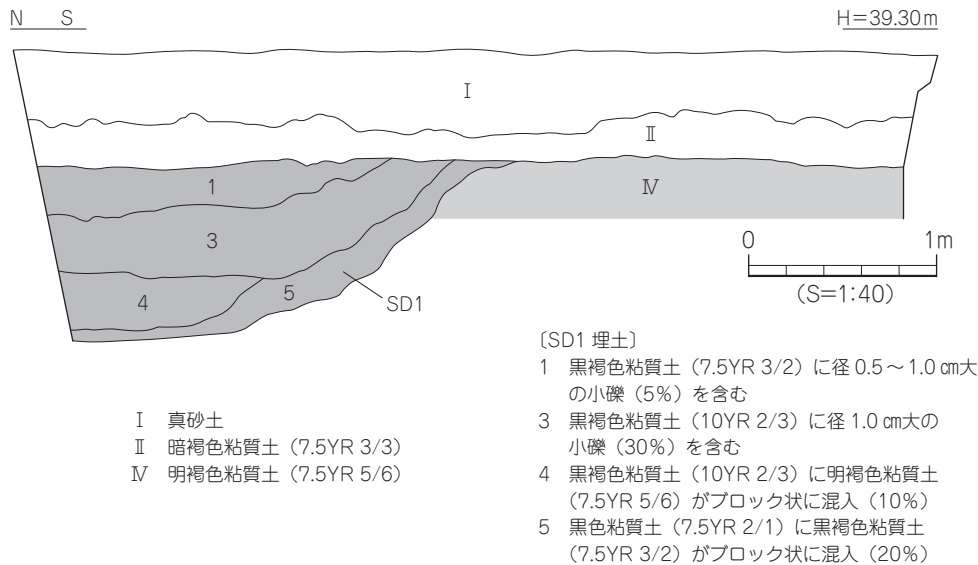 N　S
H=39.30m
Ⅰ
Ⅱ
1
Ⅳ
3
0　1m
(S=1:40)
4
5
SD1
〔SD1 埋土〕
1　黒褐色粘質土（7.5YR 3/2）に径 0.5～1.0 ㎝大
の小礫（5%）を含む
3　黒褐色粘質土（10YR 2/3）に径 1.0 ㎝大の
小礫（30%）を含む
4　黒褐色粘質土（10YR 2/3）に明褐色粘質土
（7.5YR 5/6）がブロック状に混入（10%）
5　黒色粘質土（7.5YR 2/1）に黒褐色粘質土
（7.5YR 3/2）がブロック状に混入（20%）
Ⅰ　真砂土
Ⅱ　暗褐色粘質土（7.5YR 3/3）
Ⅳ　明褐色粘質土（7.5YR 5/6）